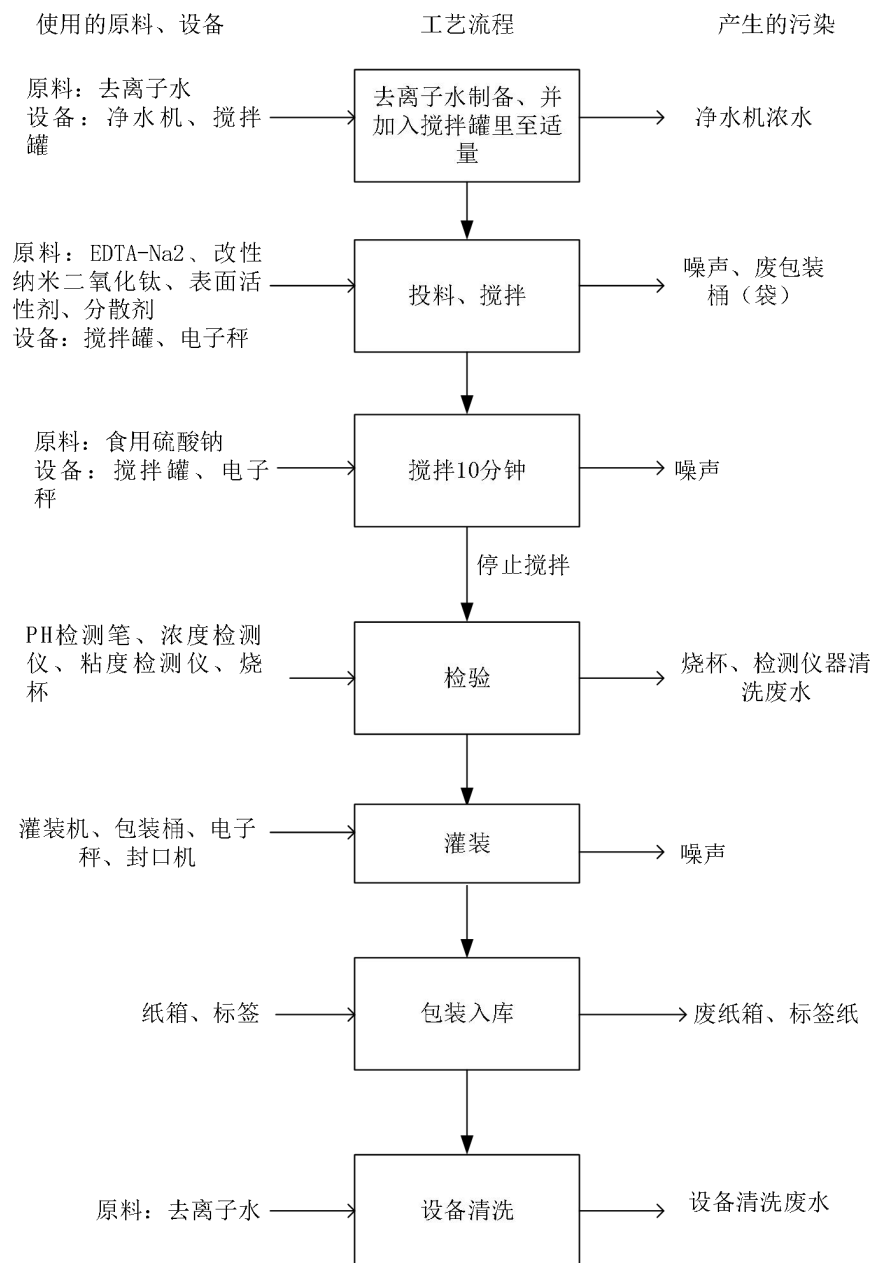 使用的原料、设备
工艺流程
产生的污染
原料：去离子水
设备：净水机、搅拌
罐
去离子水制备、并
加入搅拌罐里至适
量
净水机浓水
原料：EDTA-Na2、改性
纳米二氧化钛、表面活
性剂、分散剂
设备：搅拌罐、电子秤
投料、搅拌
噪声、废包装
桶（袋）
原料：食用硫酸钠
设备：搅拌罐、电子
秤
搅拌10分钟
噪声
停止搅拌
PH检测笔、浓度检测
仪、粘度检测仪、烧
杯
检验
烧杯、检测仪器清
洗废水
灌装机、包装桶、电子
秤、封口机
灌装
噪声
纸箱、标签
包装入库
废纸箱、标签纸
原料：去离子水
设备清洗
设备清洗废水